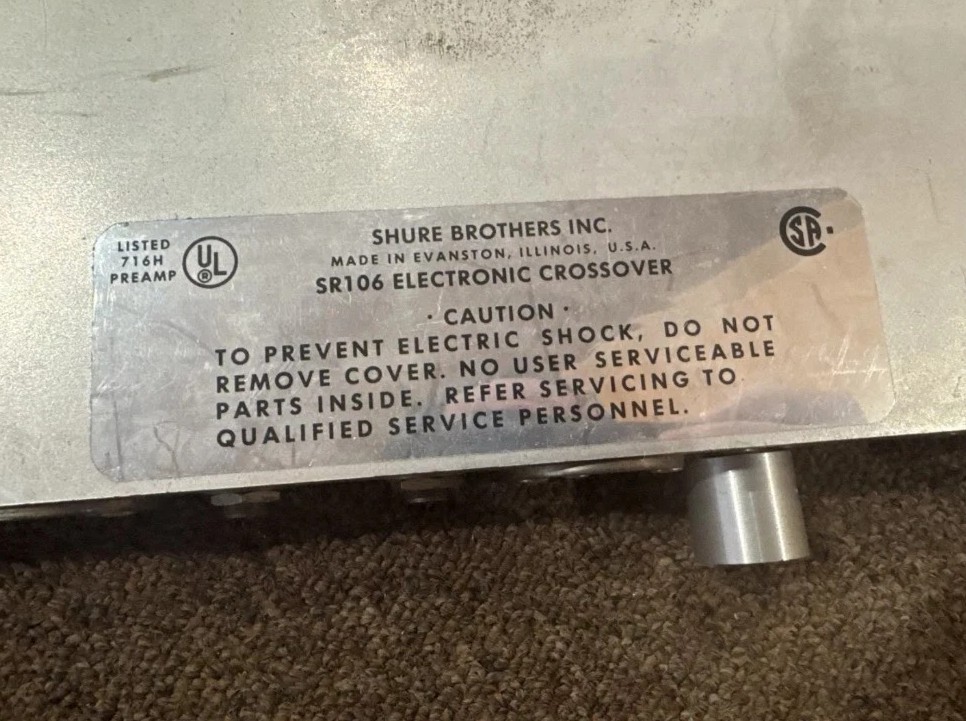 LISTED
716H
PREAMP
UL
®
SHURE BROTHERS INC.
MADE IN EVANSTON, ILLINOIS, U.S.A.
SR106 ELECTRONIC CROSSOVER
SA
· CAUTION ·
TO PREVENT ELECTRIC SHOCK, DO NOT
REMOVE COVER. NO USER SERVICEABLE
PARTS INSIDE. REFER SERVICING TO
QUALIFIED SERVICE PERSONNEL.